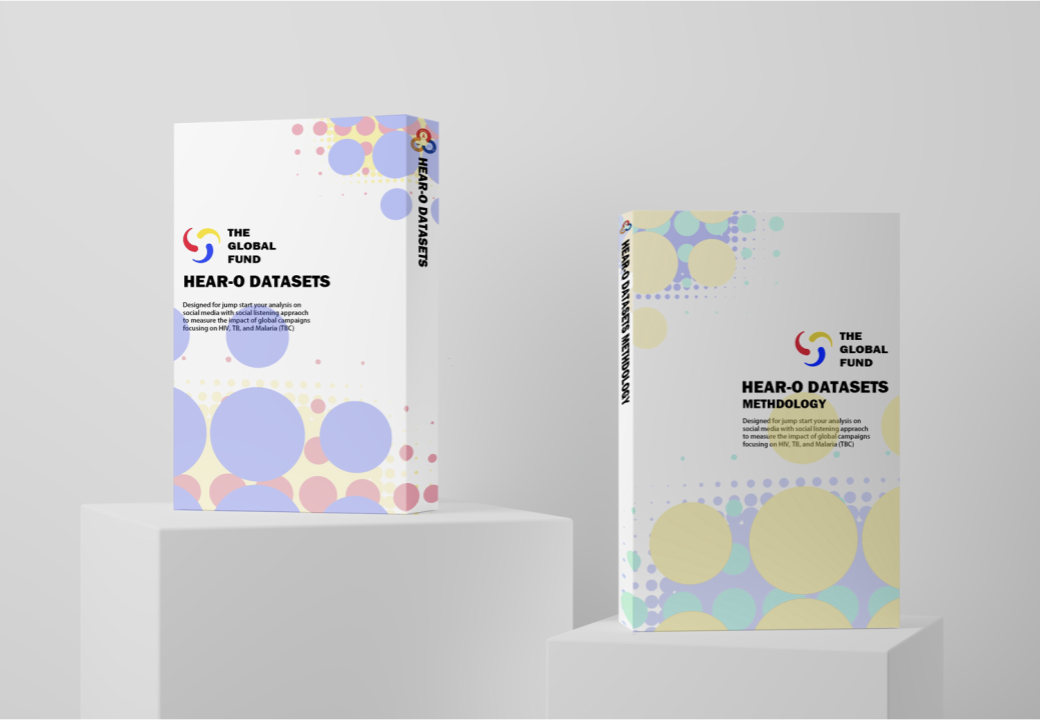 THE
GLOBAL
FUND
HEAR-O DATASETS
Designed for jump start your analysis on
social media with social listening appraoch
to measure the impact of global campaigns
focusing on HIV, TB, and Malaria (TBC)
HEAR-O DATASETS
HEAR-O DATASETS METHDOLOGY
THE
GLOBAL
FUND
HEAR-O DATASETS
METHDOLOGY
Designed for jump start your analysis on
social media with social listening appraoch
to measure the impact of global campaigns
focusing on HIV, TB, and Malaria (TBC)